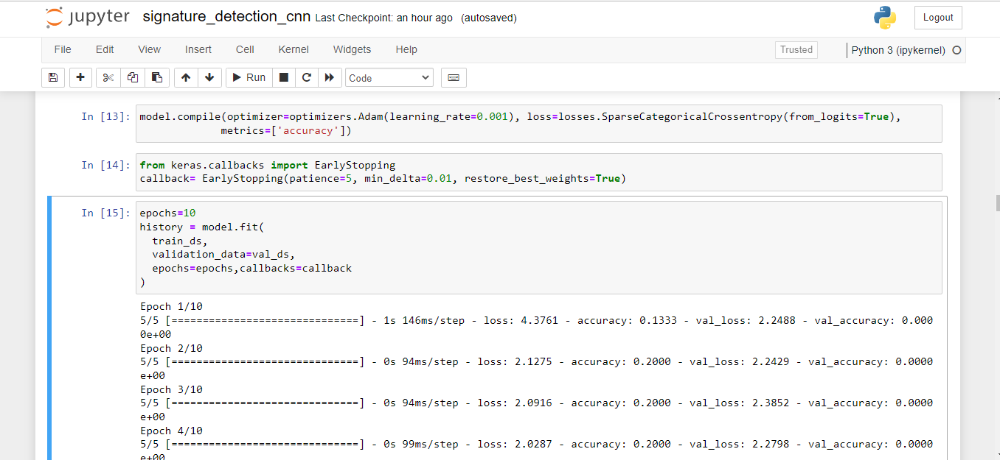 jupyter signature_detection_cnn Last Checkpoint: an hour ago (autosaved)
Logout
File Edit View Insert Cell Kernel Widgets Help
Trusted
Python 3 (ipykernel)
Run
Code
In [13]: model.compile(optimizer=optimizers.Adam(learning_rate=0.001), loss=losses.SparseCategoricalCrossentropy(from_logits=True),
metrics=['accuracy'])
In [14]: from keras.callbacks import EarlyStopping
callback= EarlyStopping(patience=5, min_delta=0.01, restore_best_weights=True)
In [15]: epochs=10
history = model.fit(
train_ds,
validation_data=val_ds,
epochs=epochs,callbacks=callback
)
Epoch 1/10
5/5 [==============================] - 1s 146ms/step - loss: 4.3761 - accuracy: 0.1333 - val_loss: 2.2488 - val_accuracy: 0.000
0e+00
Epoch 2/10
5/5 [==============================] - 0s 94ms/step - loss: 2.1275 - accuracy: 0.2000 - val_loss: 2.2429 - val_accuracy: 0.0000
e+00
Epoch 3/10
5/5 [==============================] - 0s 94ms/step - loss: 2.0916 - accuracy: 0.2000 - val_loss: 2.3852 - val_accuracy: 0.0000
e+00
Epoch 4/10
5/5 [==============================] - 0s 99ms/step - loss: 2.0287 - accuracy: 0.2000 - val_loss: 2.2798 - val_accuracy: 0.0000
e+00